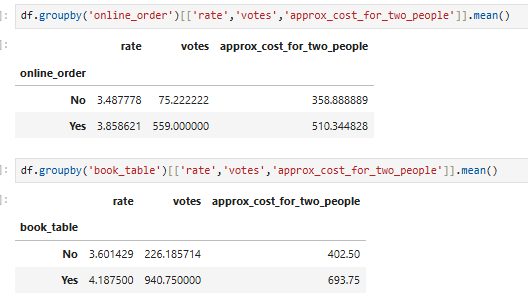 ]: df.groupby('online_order')[['rate','votes','approx_cost_for_two_people']].mean()
]:
rate votes approx_cost_for_two_people
online_order
No 3.487778 75.222222 358.888889
Yes 3.858621 559.000000 510.344828
]: df.groupby('book_table')[['rate','votes','approx_cost_for_two_people']].mean()
]:
rate votes approx_cost_for_two_people
book_table
No 3.601429 226.185714 402.50
Yes 4.187500 940.750000 693.75